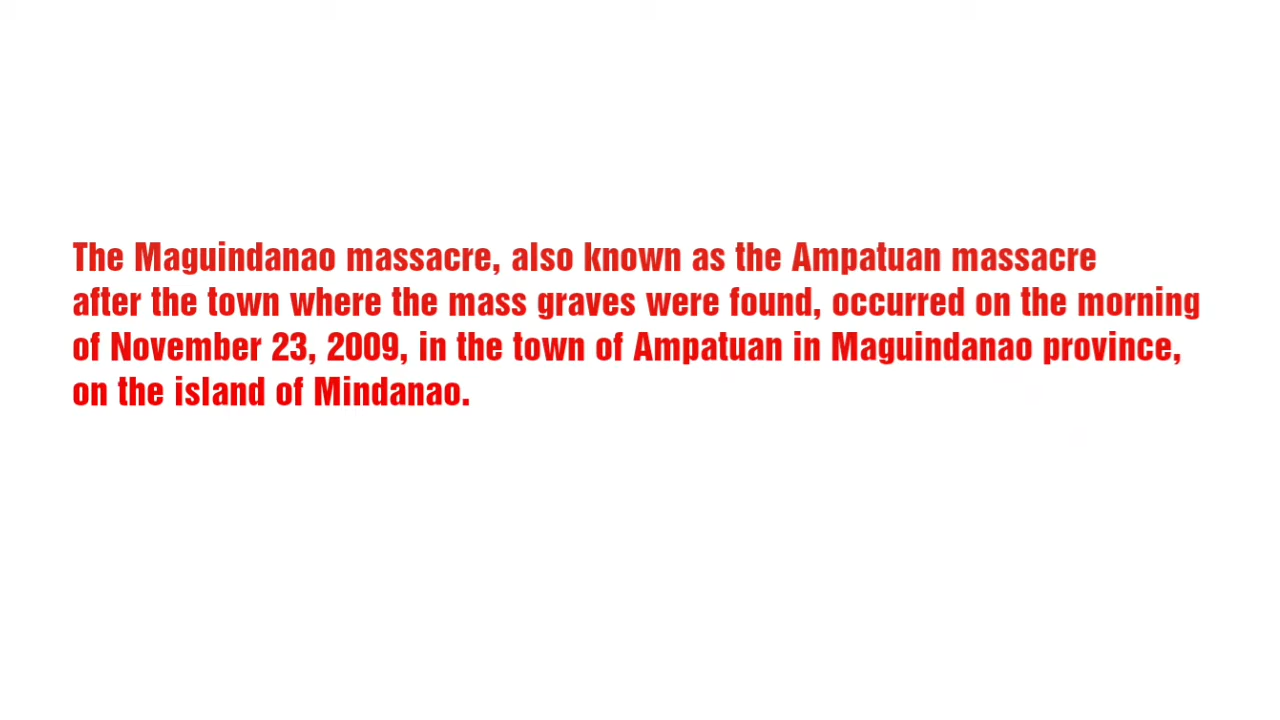 The Maguindanao massacre, also known as the Ampatuan massacre
after the town where the mass graves were found, occurred on the morning
of November 23, 2009, in the town of Ampatuan in Maguindanao province,
on the island of Mindanao.